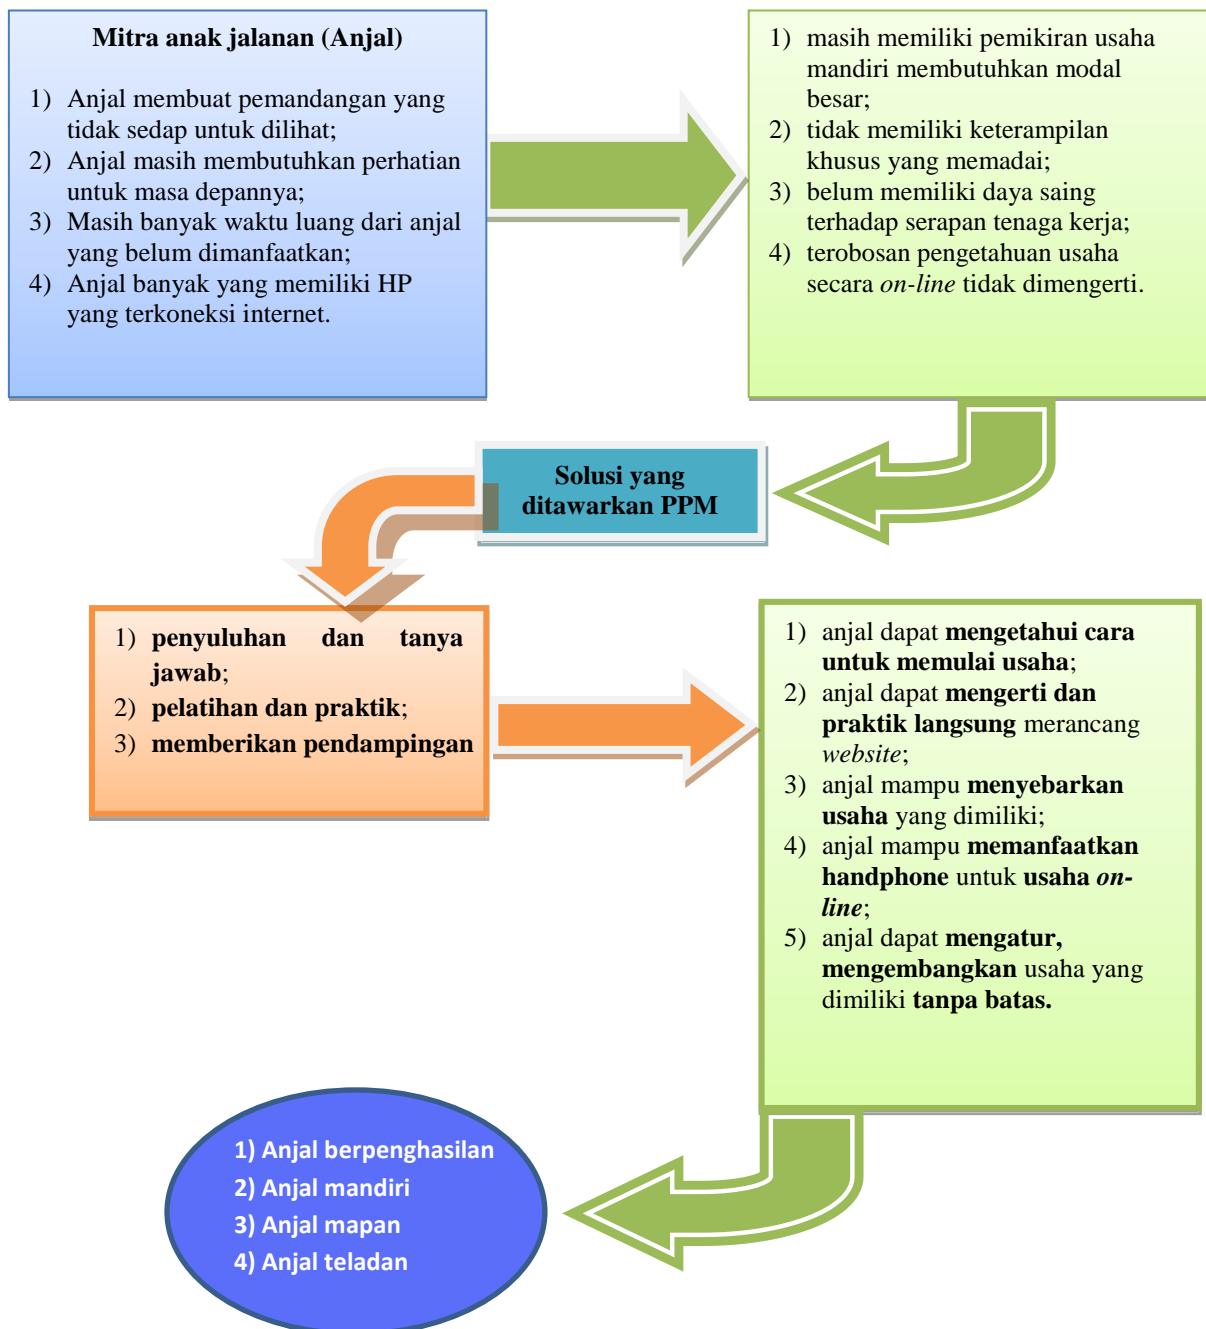 Mitra anak jalanan (Anjal)
1) Anjal membuat pemandangan yang
tidak sedap untuk dilihat;
2) Anjal masih membutuhkan perhatian
untuk masa depannya;
3) Masih banyak waktu luang dari anjal
yang belum dimanfaatkan;
4) Anjal banyak yang memiliki HP
yang terkoneksi internet.
1) masih memiliki pemikiran usaha
mandiri membutuhkan modal
besar;
2) tidak memiliki keterampilan
khusus yang memadai;
3) belum memiliki daya saing
terhadap serapan tenaga kerja;
4) terobosan pengetahuan usaha
secara on-line tidak dimengerti.
Solusi yang
ditawarkan PPM
1) penyuluhan dan tanya
jawab;
2) pelatihan dan praktik;
3) memberikan pendampingan
1) anjal dapat mengetahui cara
untuk memulai usaha;
2) anjal dapat mengerti dan
praktik langsung merancang
website;
3) anjal mampu menyebarkan
usaha yang dimiliki;
4) anjal mampu memanfaatkan
handphone untuk usaha on-
line;
5) anjal dapat mengatur,
mengembangkan usaha yang
dimiliki tanpa batas.
1) Anjal berpenghasilan
2) Anjal mandiri
3) Anjal mapan
4) Anjal teladan